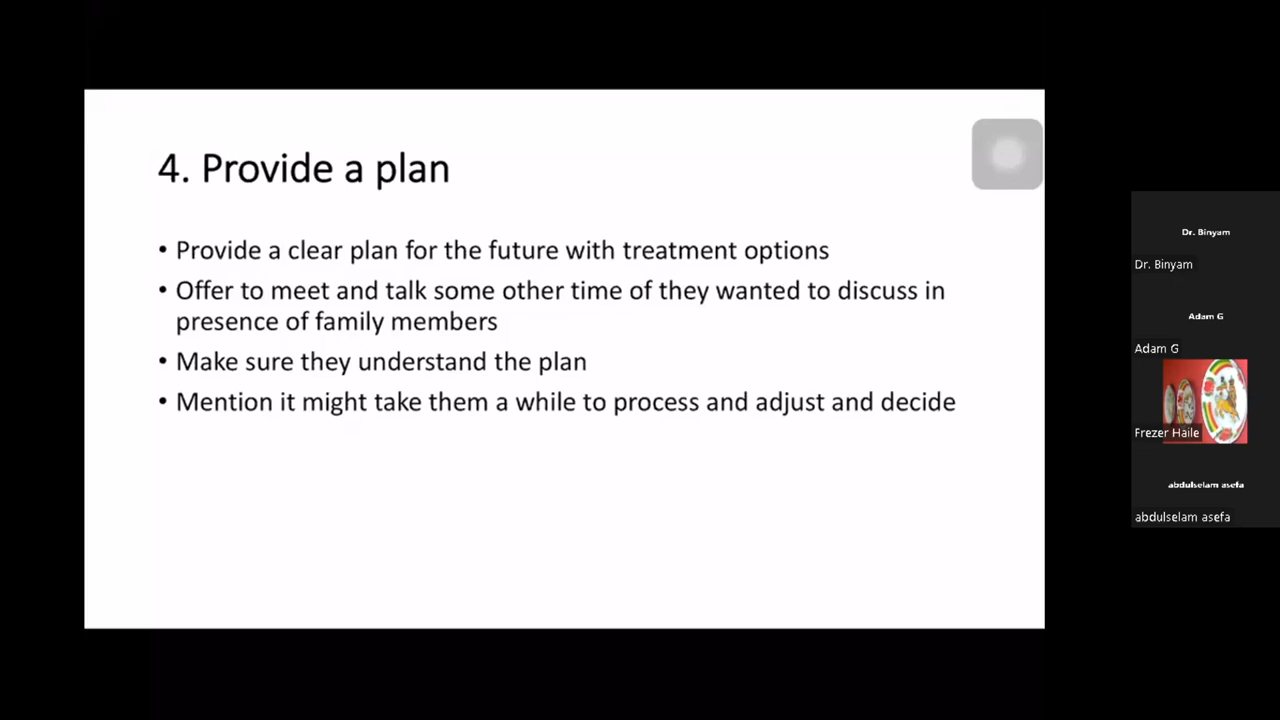 4. Provide a plan
• Provide a clear plan for the future with treatment options
• Offer to meet and talk some other time of they wanted to discuss in
presence of family members
• Make sure they understand the plan
• Mention it might take them a while to process and adjust and decide
Dr. Binyam
Dr. Binyam
Adam G
Adam G
Frezer Haile
abdulselam asefa
abdulselam asefa